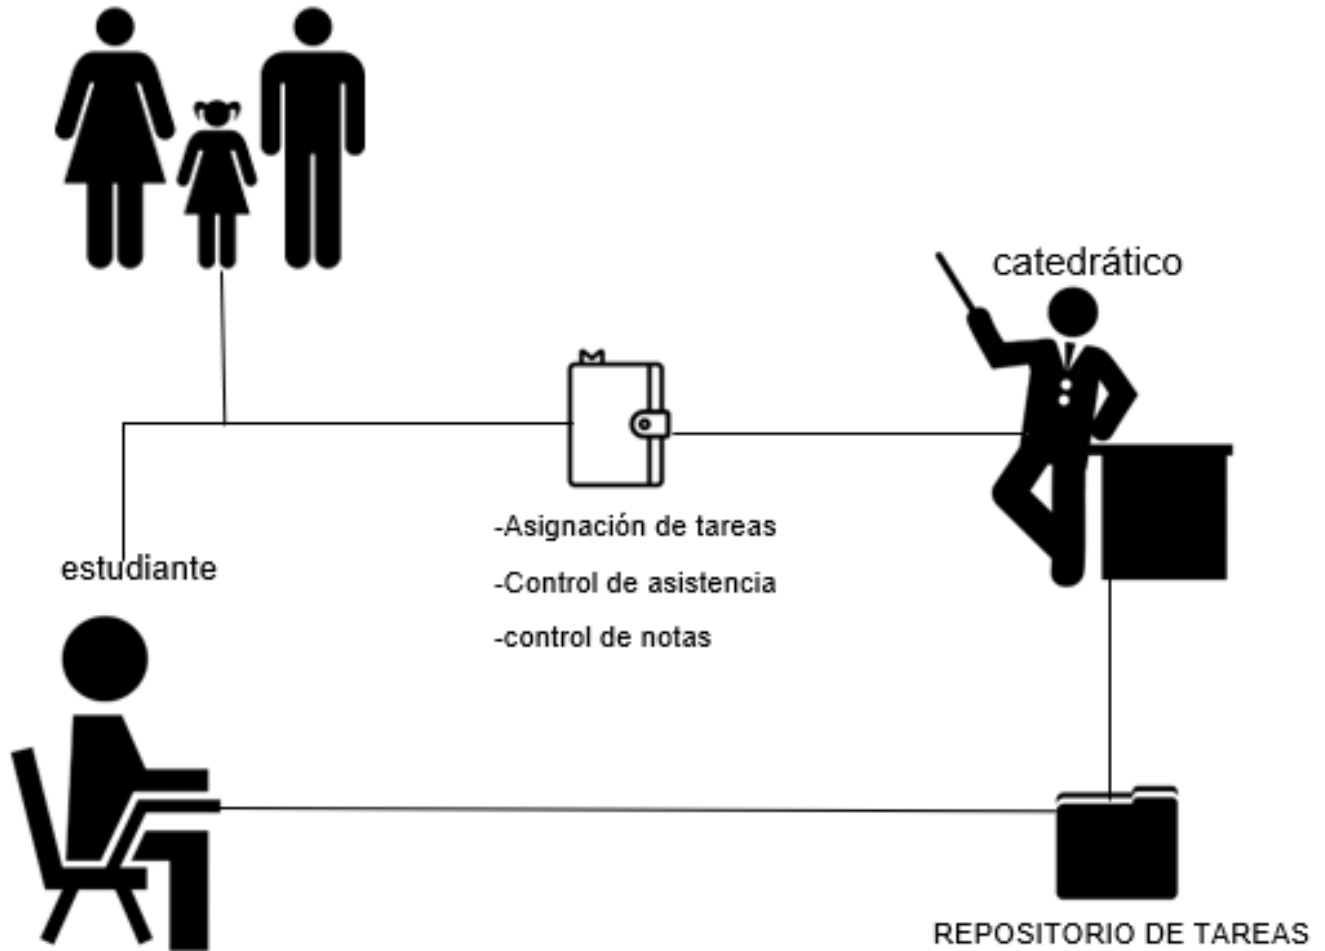 catedrático
-Asignación de tareas
-Control de asistencia
-control de notas
estudiante
REPOSITORIO DE TAREAS